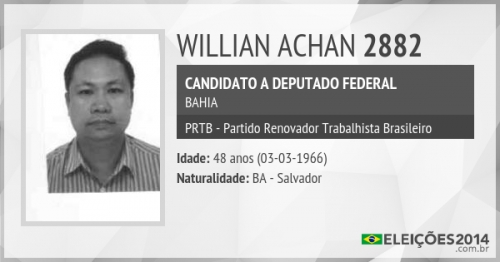 WILLIAN ACHAN 2882
CANDIDATO A DEPUTADO FEDERAL
BAHIA
PRTB - Partido Renovador Trabalhista Brasileiro
Idade: 48 anos (03-03-1966)
Naturalidade: BA - Salvador
ELEIÇÕES2014
.com.br